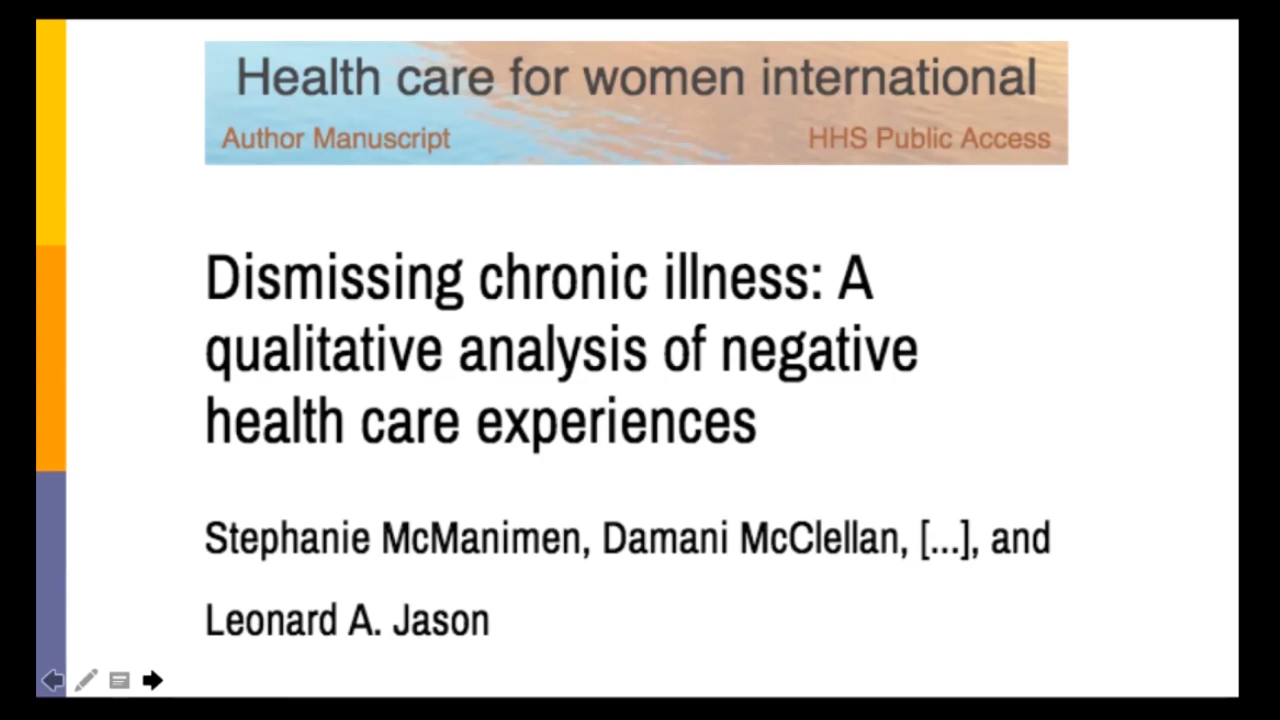 Health care for women international
Author Manuscript
HHS Public Access
Dismissing chronic illness: A
qualitative analysis of negative
health care experiences
Stephanie McManimen, Damani McClellan, [...], and
Leonard A. Jason